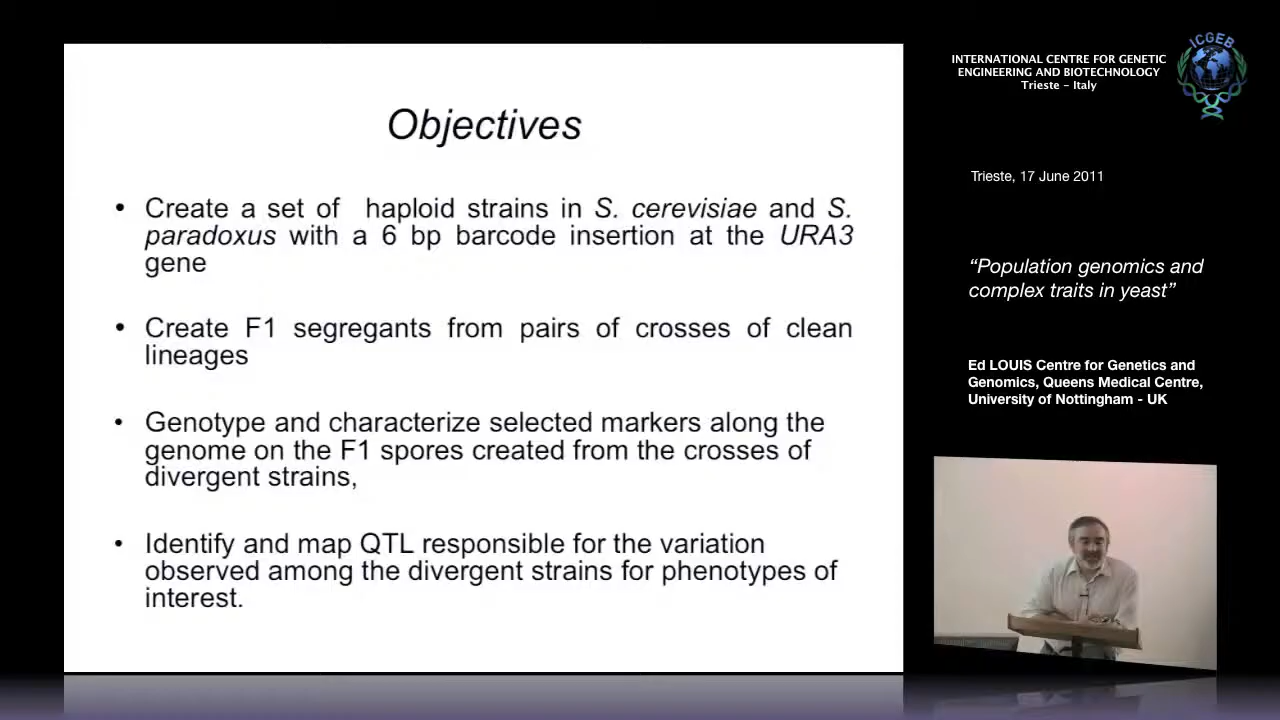 Objectives
• Create a set of haploid strains in S. cerevisiae and S.
paradoxus with a 6 bp barcode insertion at the URA3
gene
• Create F1 segregants from pairs of crosses of clean
lineages
• Genotype and characterize selected markers along the
genome on the F1 spores created from the crosses of
divergent strains,
• Identify and map QTL responsible for the variation
observed among the divergent strains for phenotypes of
interest.
INTERNATIONAL CENTRE FOR GENETIC
ENGINEERING AND BIOTECHNOLOGY
Trieste - Italy
ICGEB
Trieste, 17 June 2011
“Population genomics and
complex traits in yeast”
Ed LOUIS Centre for Genetics and
Genomics, Queens Medical Centre,
University of Nottingham - UK